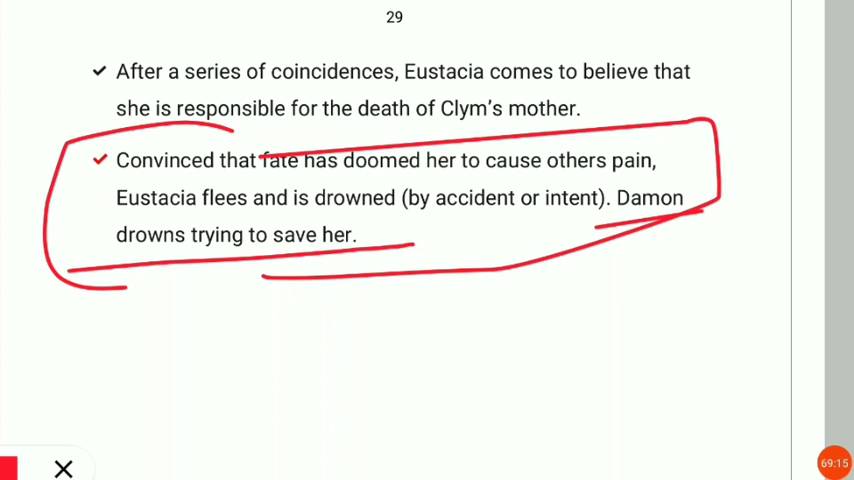 29
✓ After a series of coincidences, Eustacia comes to believe that
she is responsible for the death of Clym’s mother.
✓ Convinced that fate has doomed her to cause others pain,
Eustacia flees and is drowned (by accident or intent). Damon
drowns trying to save her.
69:15